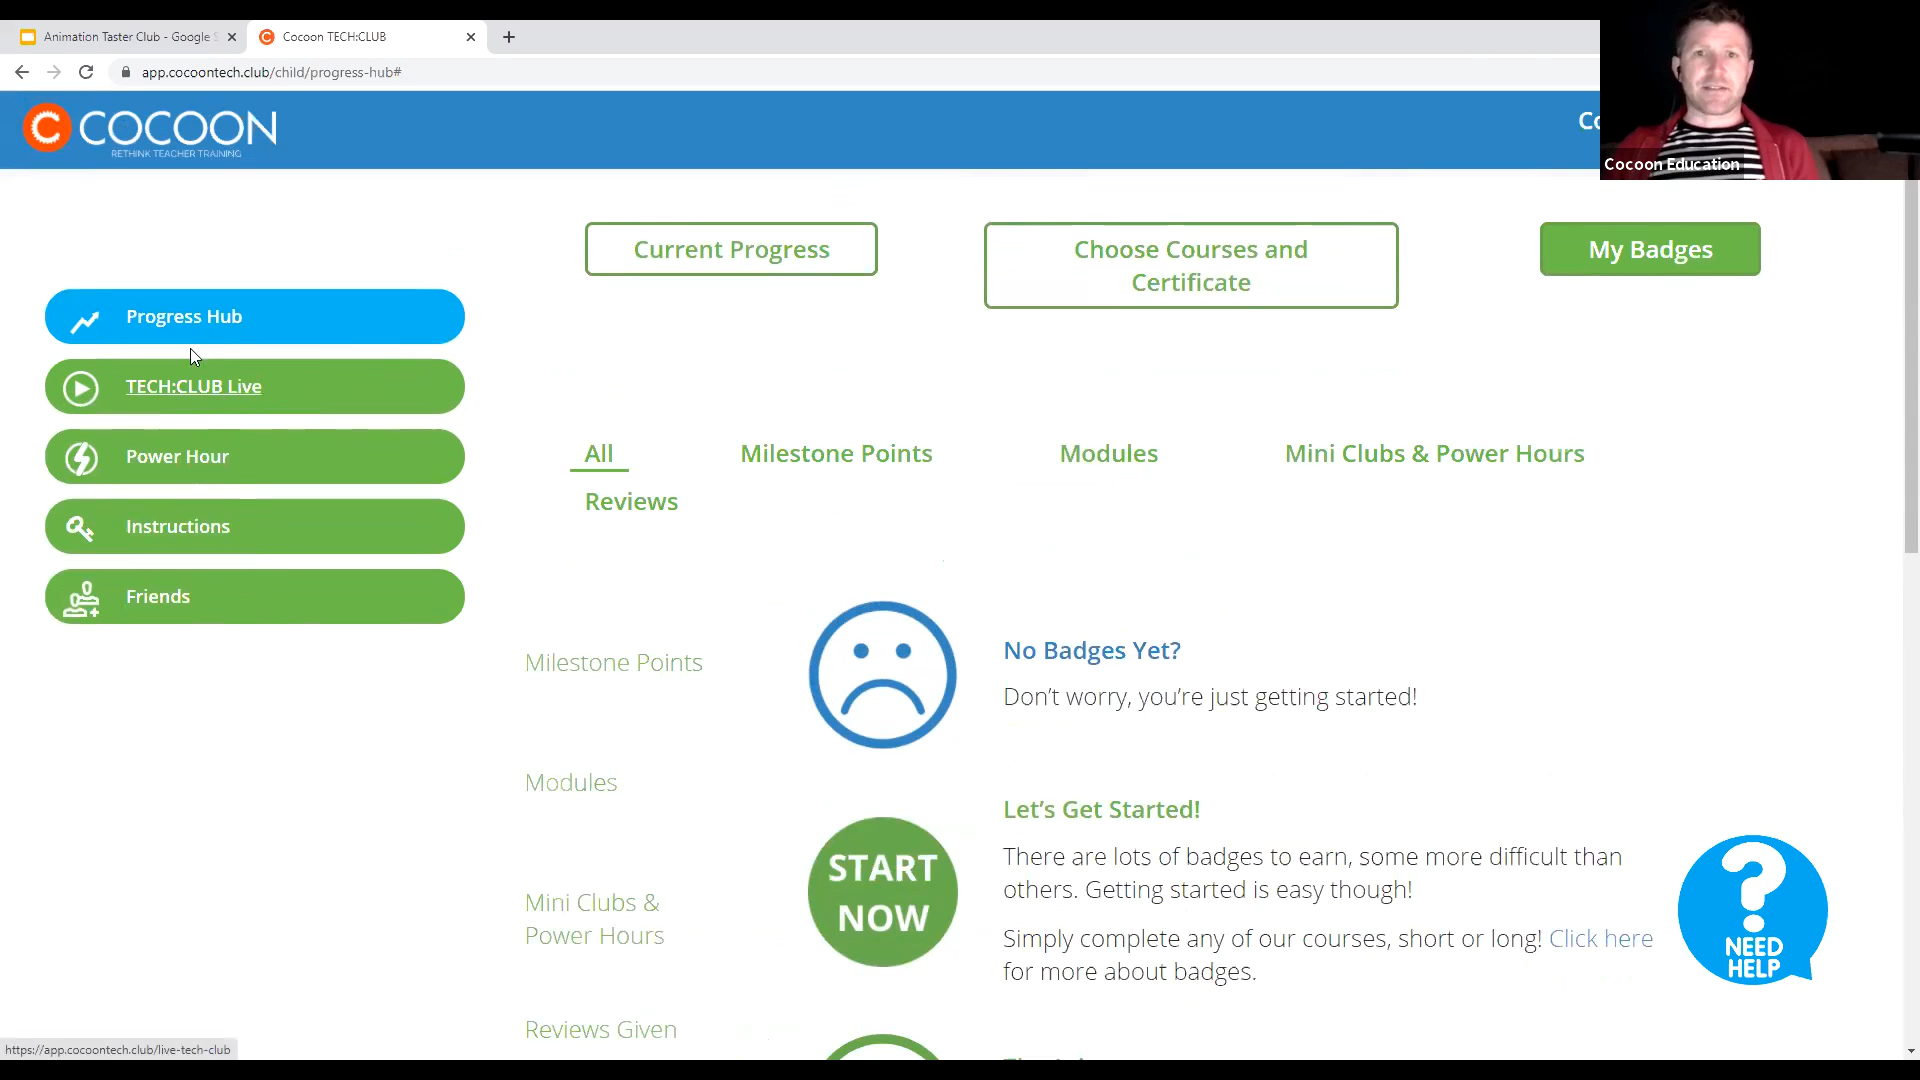 Animation Taster Club - Google S
Cocoon TECH:CLUB
app.cocoontech.club/child/progress-hub#
C COCOON
RETHINK TEACHER TRAINING
Co
Cocoon Education
Current Progress
Choose Courses and
Certificate
My Badges
Progress Hub
TECH:CLUB Live
Power Hour
Instructions
Friends
All
Milestone Points
Modules
Mini Clubs & Power Hours
Reviews
Milestone Points
No Badges Yet?
Don't worry, you're just getting started!
Modules
Let's Get Started!
START
NOW
There are lots of badges to earn, some more difficult than
others. Getting started is easy though!
Mini Clubs &
Power Hours
Simply complete any of our courses, short or long! Click here
for more about badges.
NEED
HELP
Reviews Given
https://app.cocoontech.club/live-tech-club